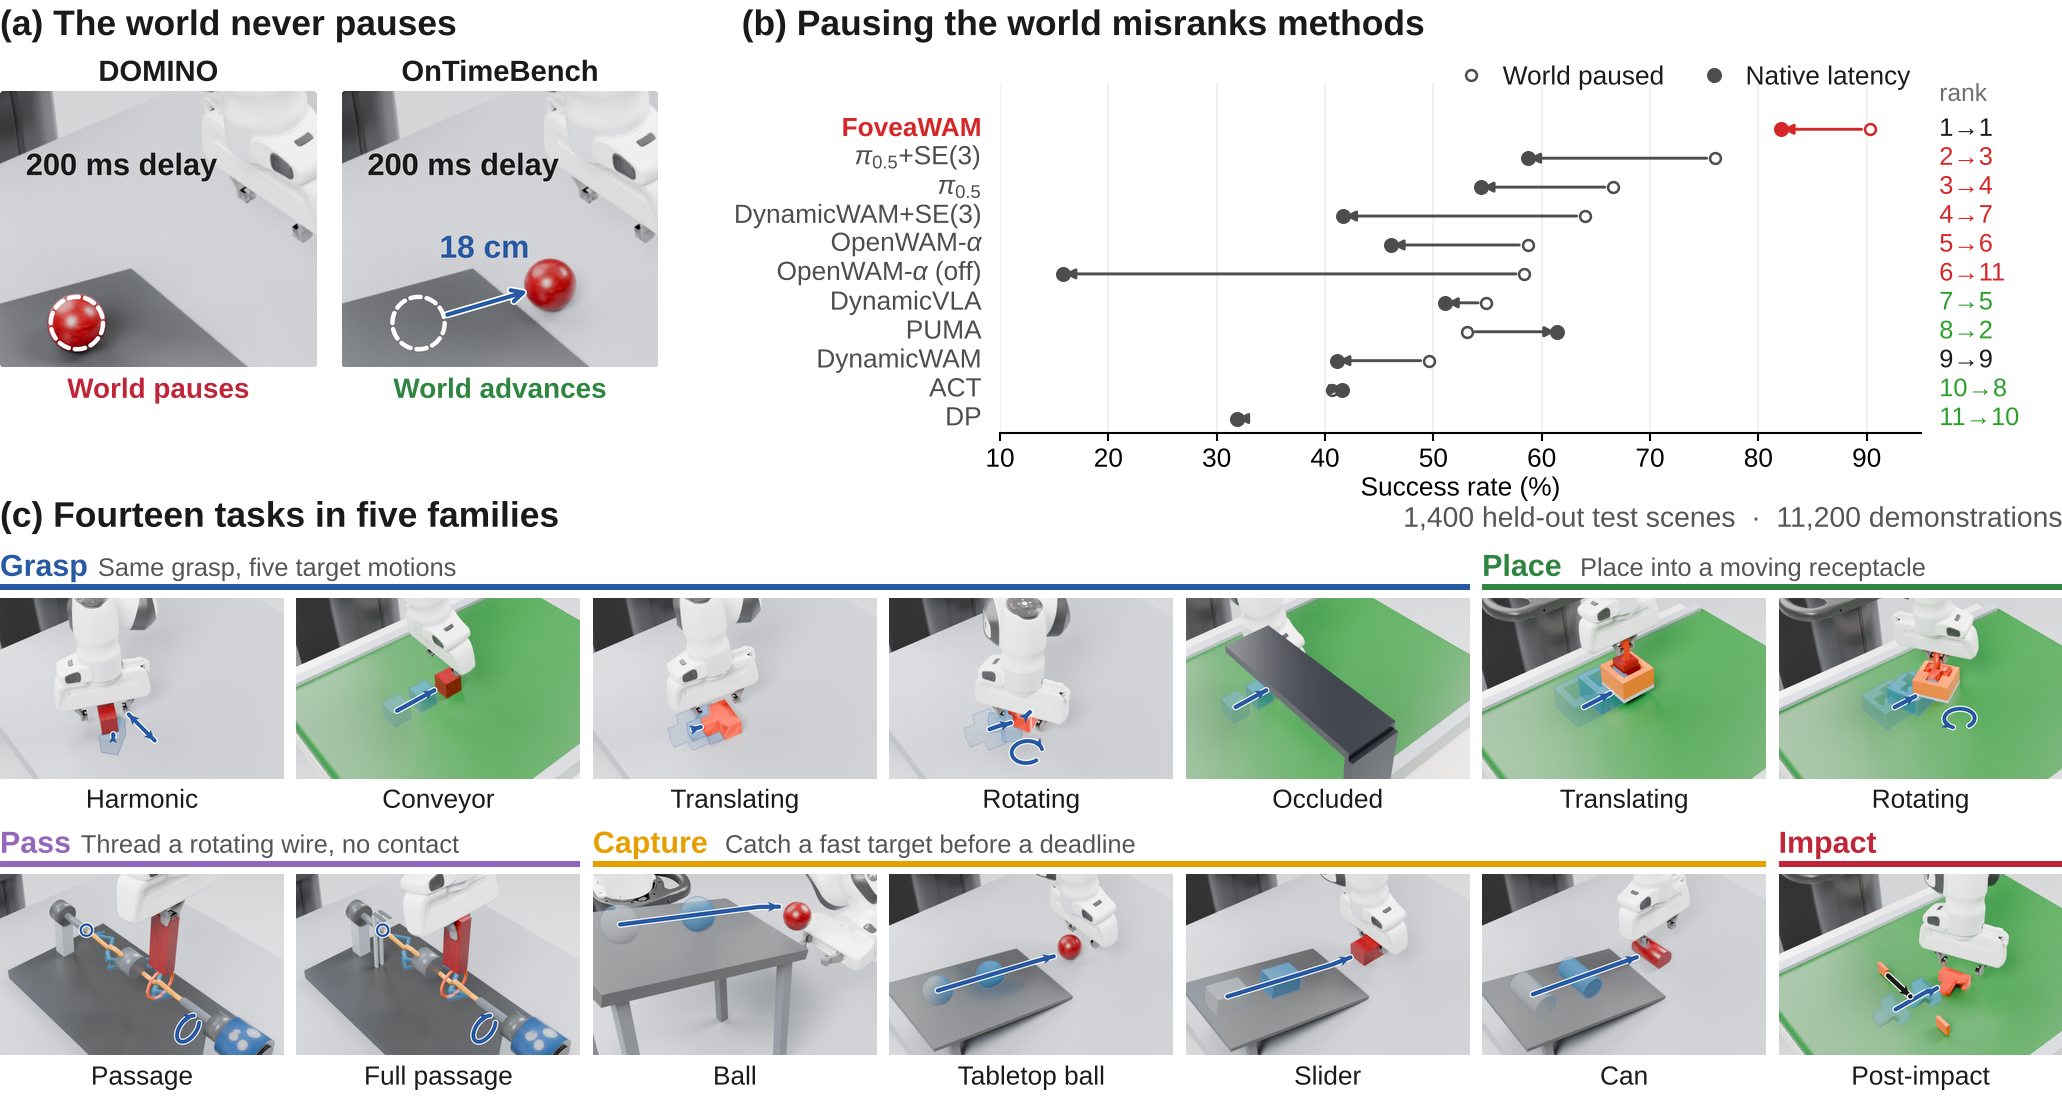 (a) The world never pauses
DOMINO
OnTimeBench
200 ms delay
200 ms delay
18 cm
World pauses
World advances
(b) Pausing the world misranks methods
World paused
Native latency
rank
FoveaWAM
1→1
π0.5+SE(3)
2→3
π0.5
3→4
DynamicWAM+SE(3)
4→7
OpenWAM-α
5→6
OpenWAM-α (off)
6→11
DynamicVLA
7→5
PUMA
8→2
DynamicWAM
9→9
ACT
10→8
DP
11→10
10 20 30 40 50 60 70 80 90
Success rate (%)
(c) Fourteen tasks in five families
1,400 held-out test scenes · 11,200 demonstrations
Grasp Same grasp, five target motions
Place Place into a moving receptacle
Harmonic
Conveyor
Translating
Rotating
Occluded
Translating
Rotating
Pass Thread a rotating wire, no contact
Capture Catch a fast target before a deadline
Impact
Passage
Full passage
Ball
Tabletop ball
Slider
Can
Post-impact